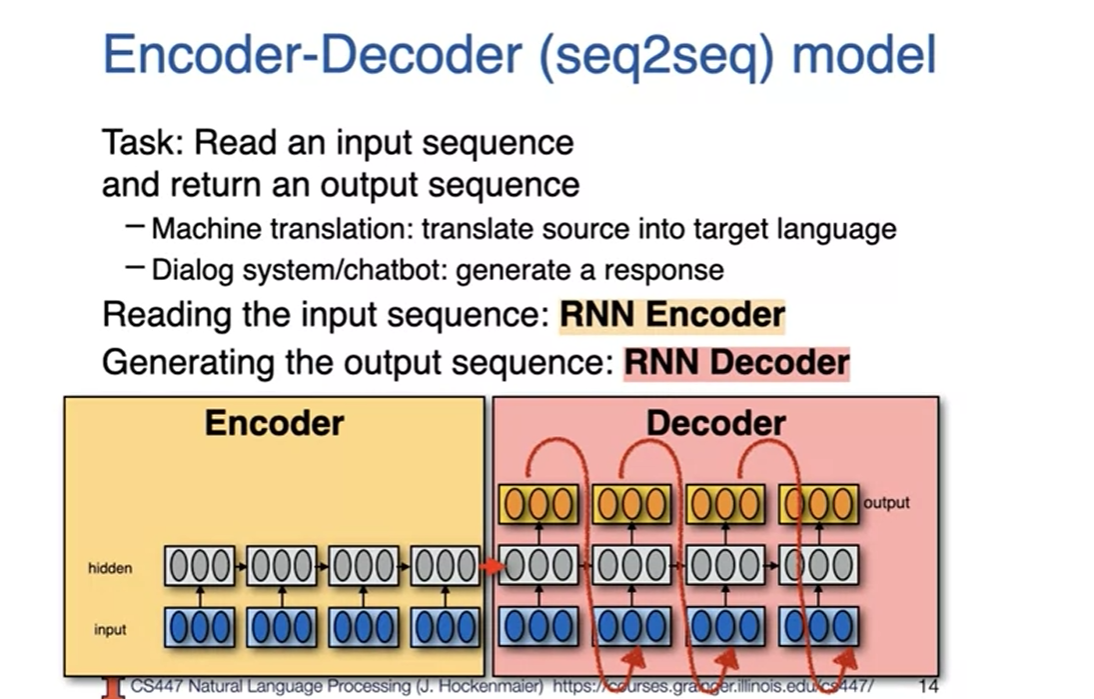 Encoder-Decoder (seq2seq) model
Task: Read an input sequence
and return an output sequence
– Machine translation: translate source into target language
– Dialog system/chatbot: generate a response
Reading the input sequence: RNN Encoder
Generating the output sequence: RNN Decoder
Encoder
Decoder
output
hidden
input
CS447 Natural Language Processing (J. Hockenmaier) https://courses.grainger.illinois.edu/cs447/
14